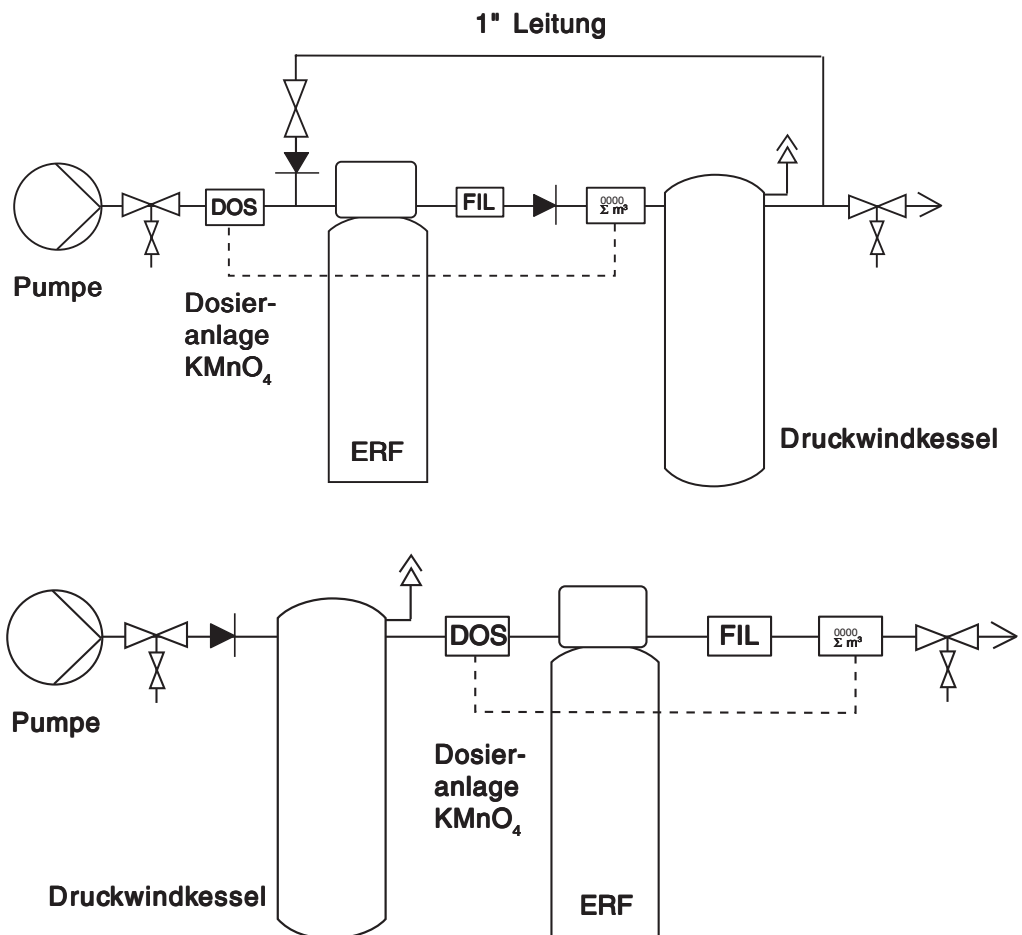 1" Leitung
DOS
FIL
0000
Σ m³
Pumpe
Dosier-
anlage
KMnO₄
ERF
Druckwindkessel
DOS
FIL
0000
Σ m³
Pumpe
Dosier-
anlage
KMnO₄
Druckwindkessel
ERF